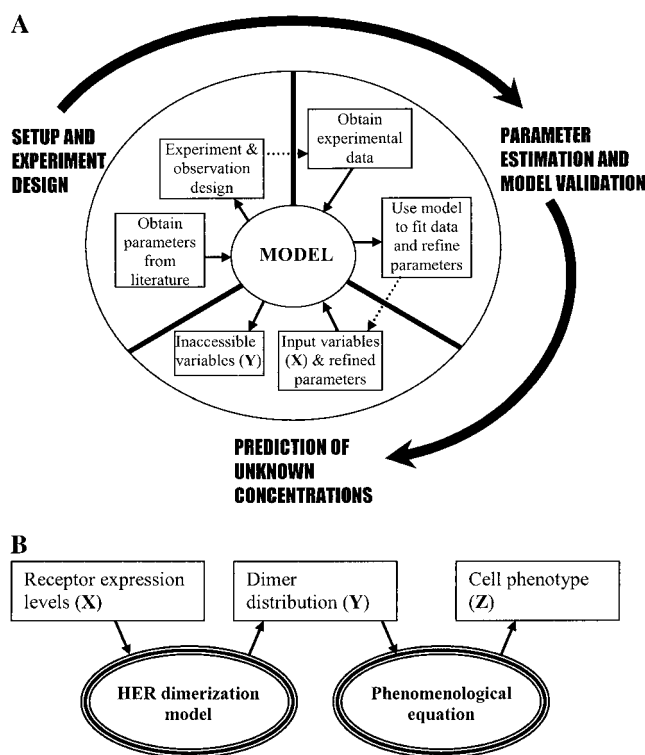 A
SETUP AND
EXPERIMENT
DESIGN
Experiment &
observation
design
Obtain
experimental
data
PARAMETER
ESTIMATION AND
MODEL VALIDATION
Obtain
parameters
from
literature
MODEL
Use model
to fit data
and refine
parameters
Inaccessible
variables (Y)
Input variables
(X) & refined
parameters
PREDICTION OF
UNKNOWN
CONCENTRATIONS
B
Receptor expression
levels (X)
Dimer
distribution (Y)
Cell phenotype
(Z)
HER dimerization
model
Phenomenological
equation